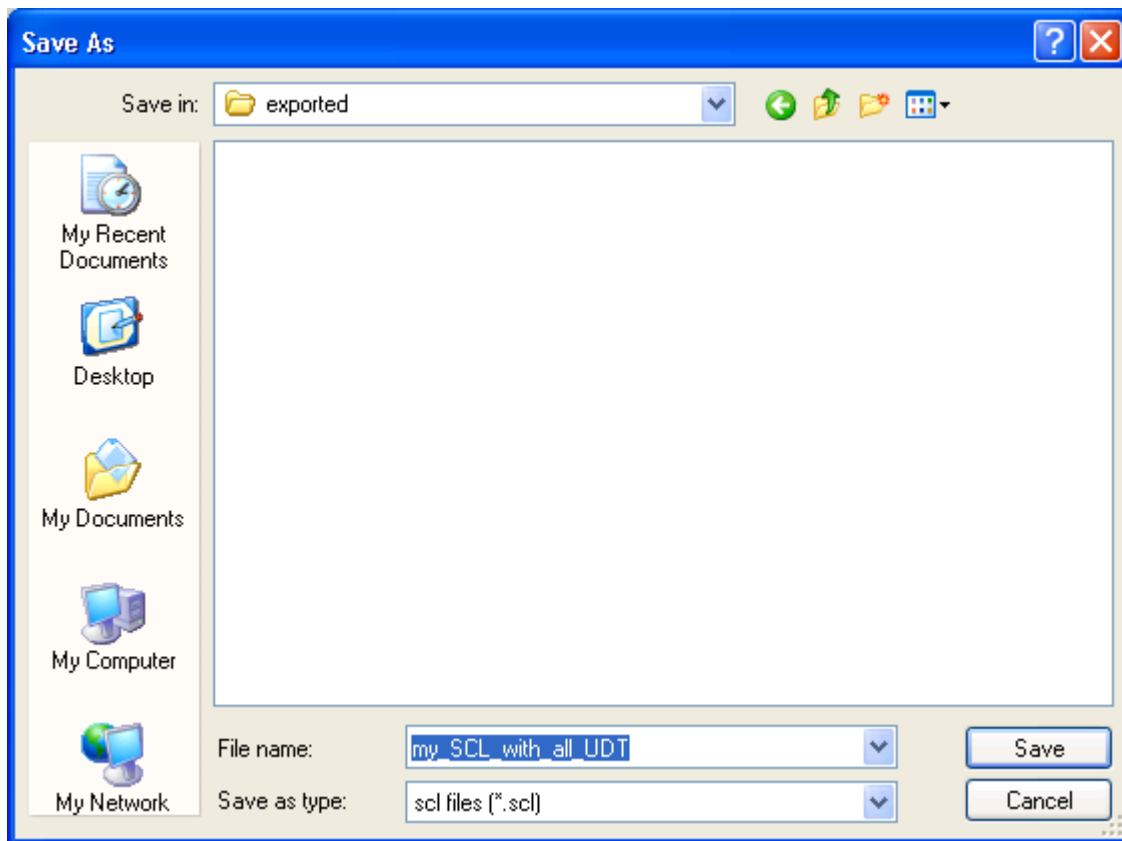 Save As
Save in:
exported
My Recent
Documents
Desktop
My Documents
My Computer
My Network
File name:
my_SCL_with_all_UDT
Save
Save as type:
scl files (*.scl)
Cancel